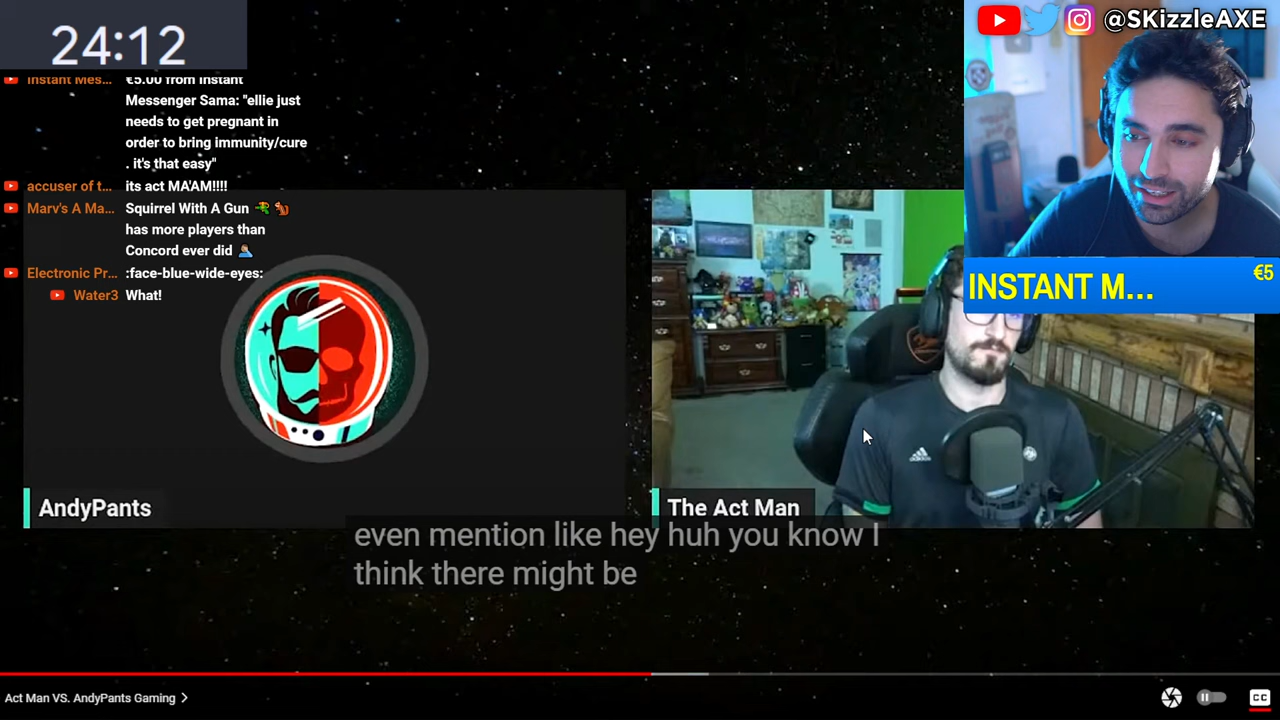 24:12
@SKizzleAXE
Instant Mes... €5.00 from Instant
Messenger Sama: "ellie just
needs to get pregnant in
order to bring immunity/cure
. it's that easy"
accuser of t... its act MA'AM!!!!
Marv's A Ma... Squirrel With A Gun 🔫 🐿️
has more players than
Concord ever did 🤦🏽‍♂️
Electronic Pr... :face-blue-wide-eyes:
Water3 What!
INSTANT M... €5
AndyPants
The Act Man
even mention like hey huh you know I
think there might be
Act Man VS. AndyPants Gaming >
CC